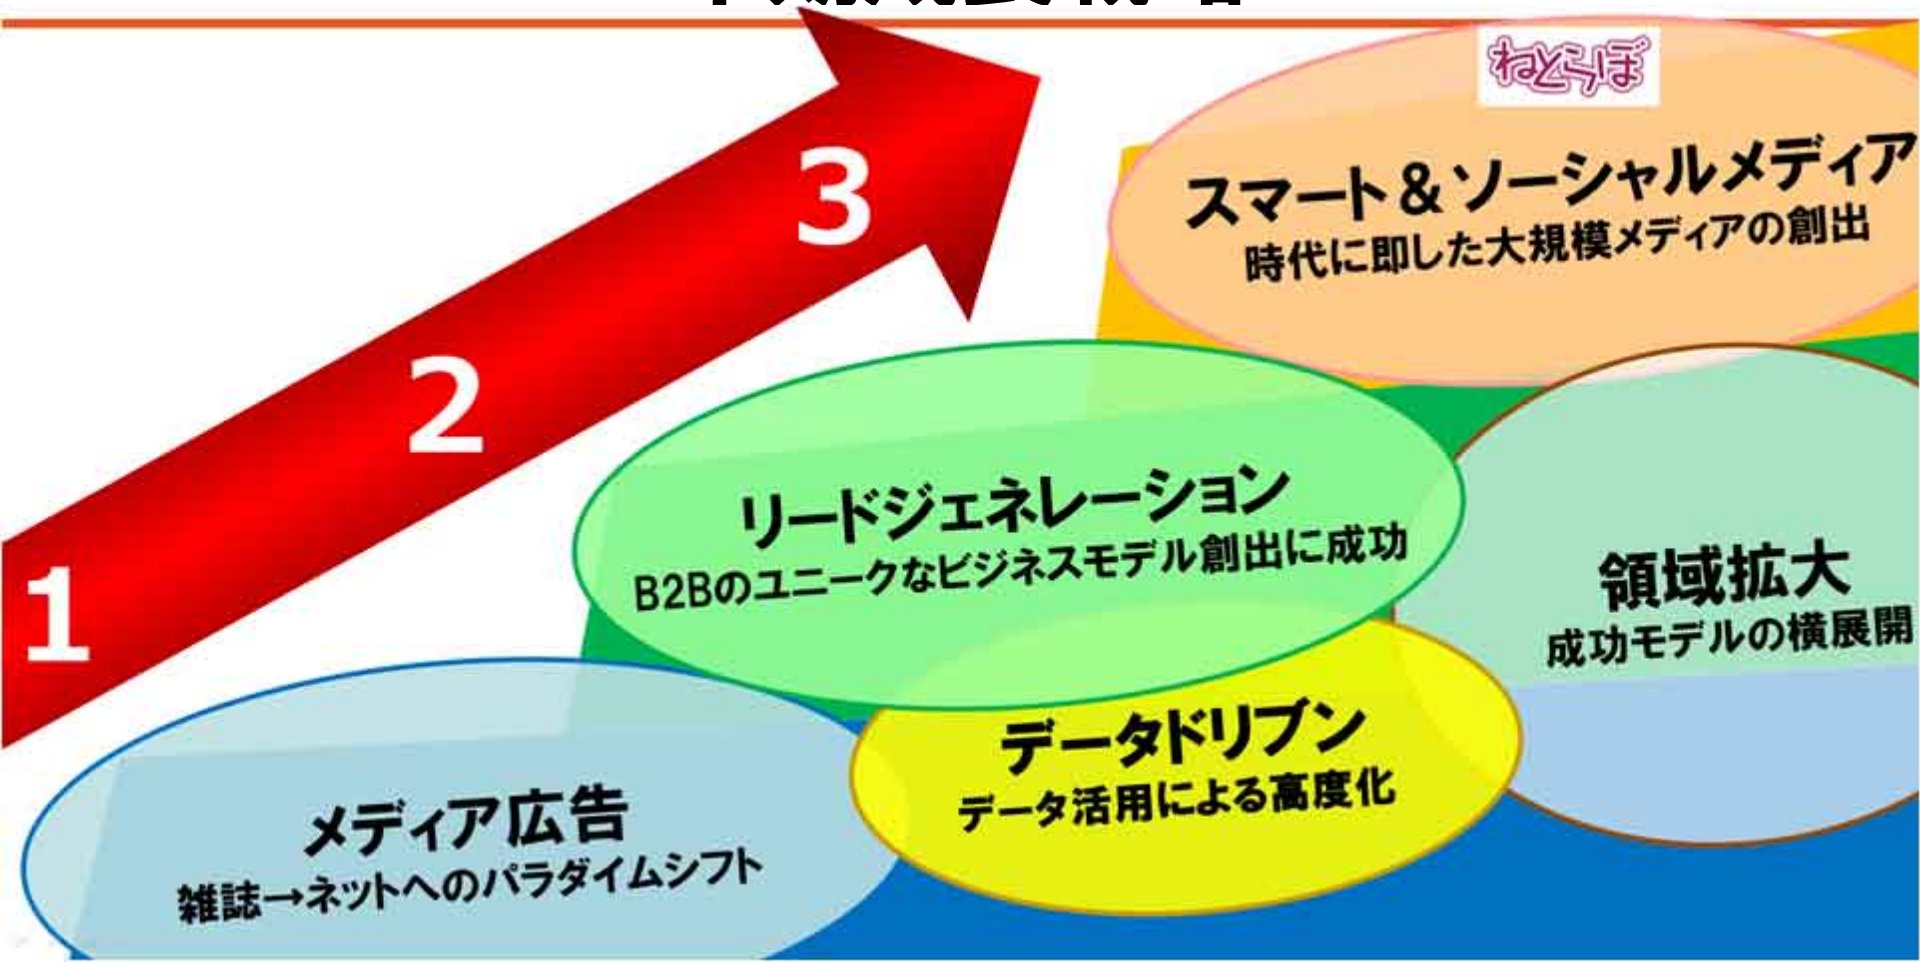 3
2
1
ねとらぼ
スマート&ソーシャルメディア
時代に即した大規模メディアの創出
リードジェネレーション
B2Bのユニークなビジネスモデル創出に成功
領域拡大
成功モデルの横展開
データドリブン
データ活用による高度化
メディア広告
雑誌→ネットへのパラダイムシフト